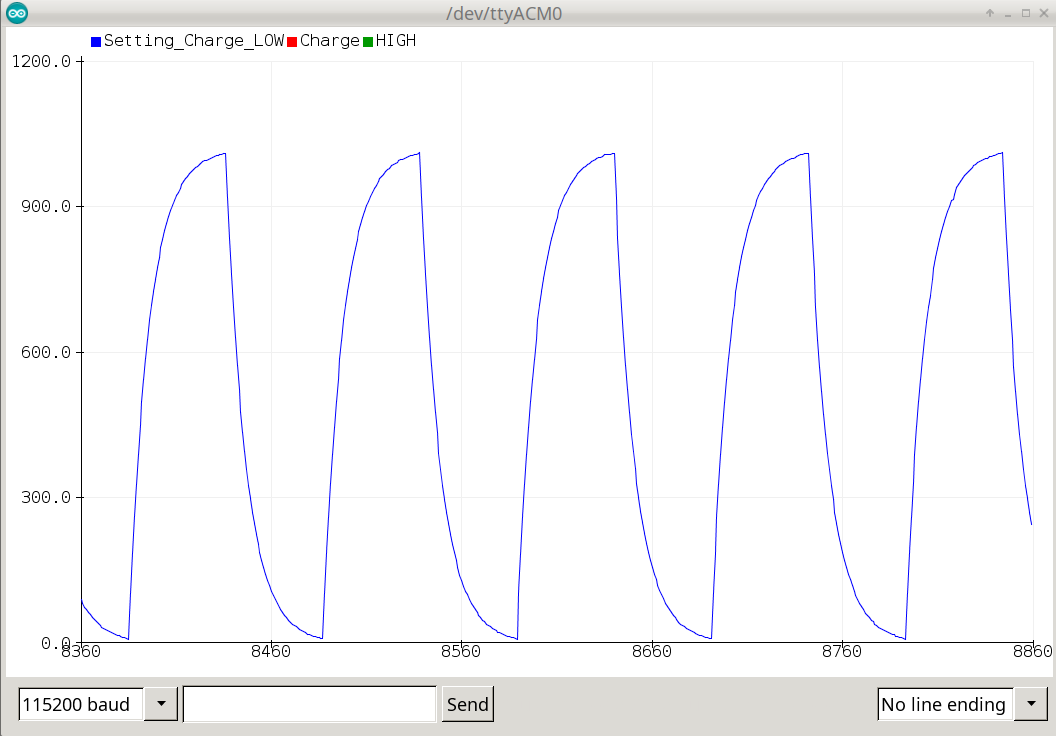 /dev/ttyACM0
Setting_Charge_LOW Charge HIGH
1200.0
900.0
600.0
300.0
0.0
8360 8460 8560 8660 8760 8860
115200 baud Send No line ending